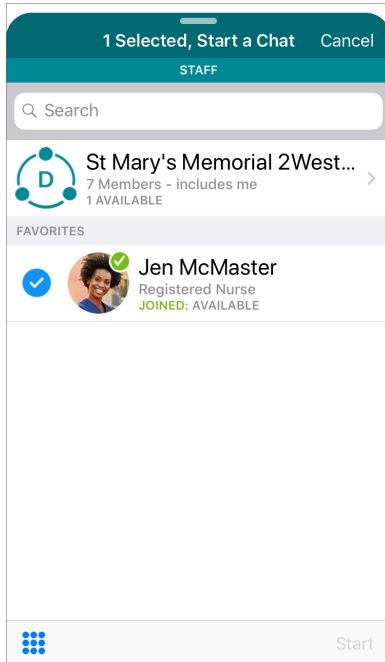 1 Selected, Start a Chat Cancel
STAFF
Search
D
St Mary's Memorial 2West...
7 Members - includes me
1 AVAILABLE
FAVORITES
Jen McMaster
Registered Nurse
JOINED: AVAILABLE
Start